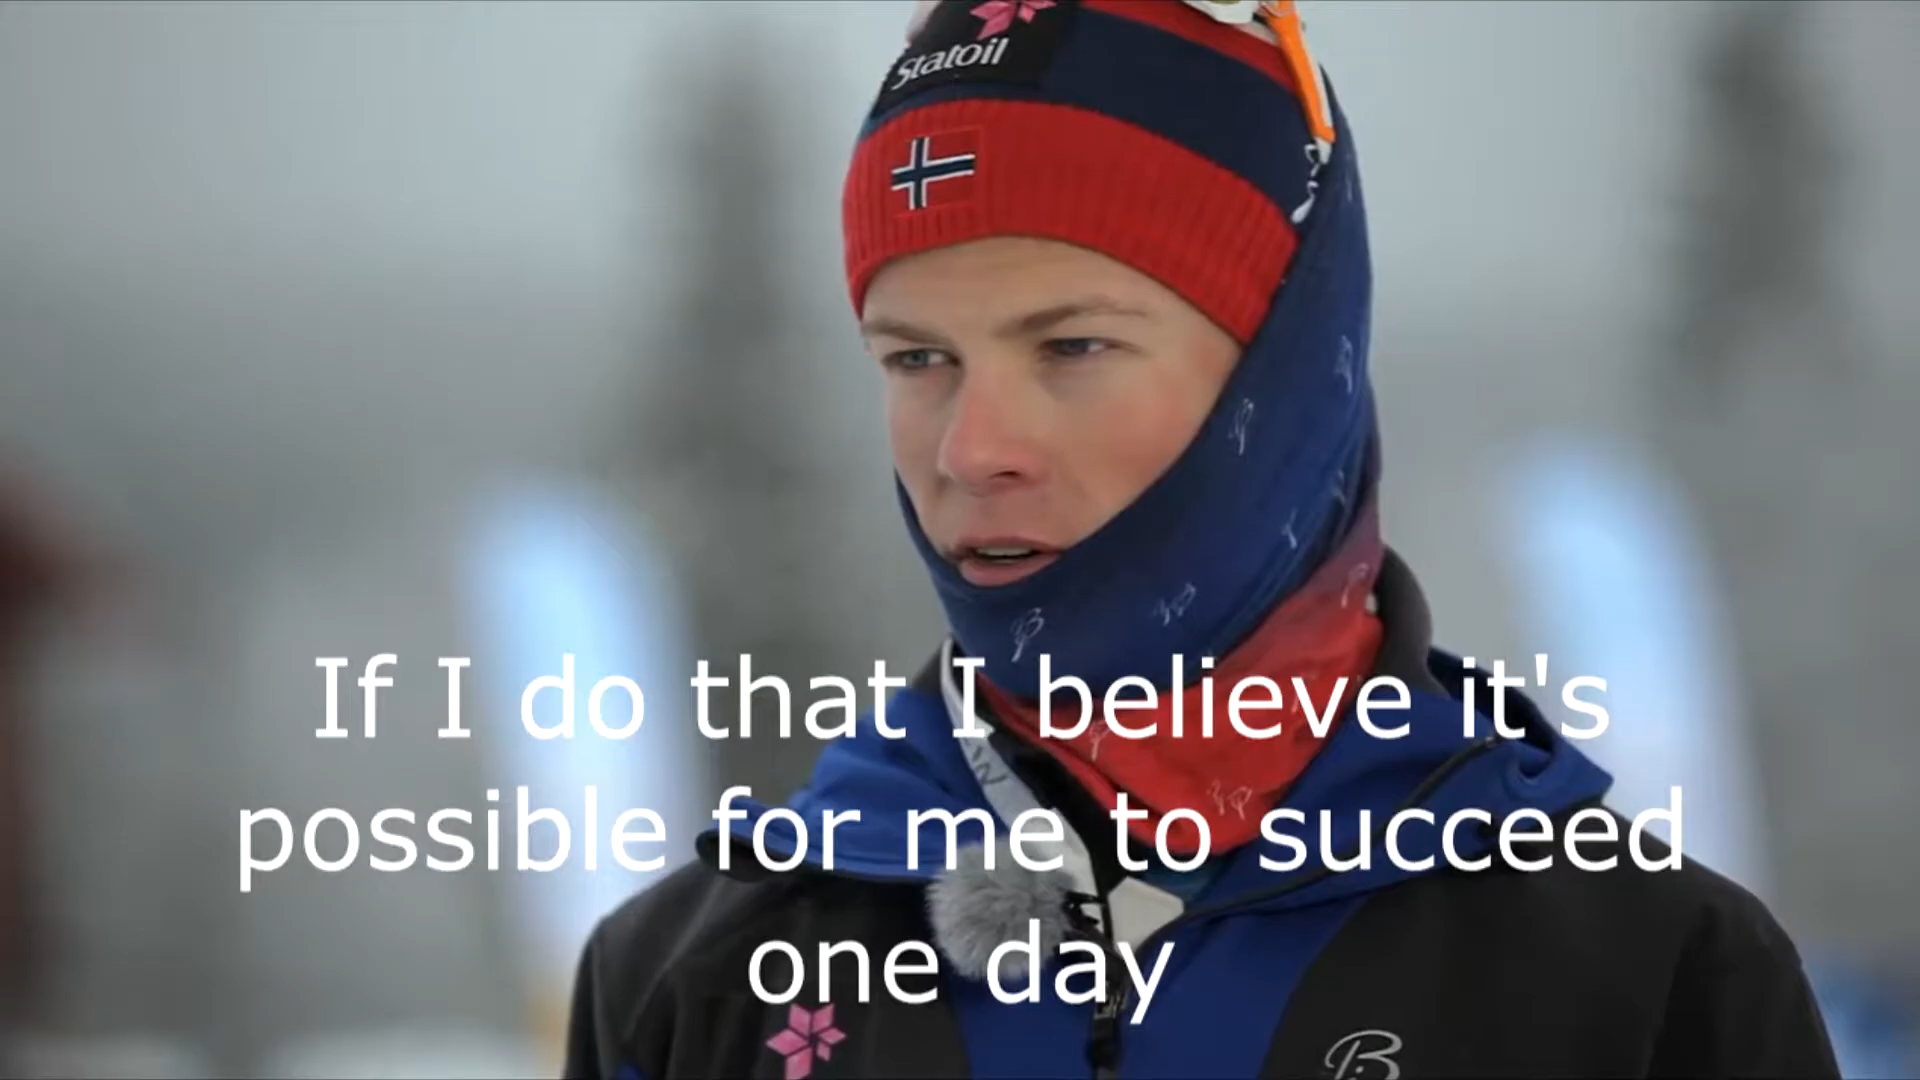 Statoil
If I do that I believe it's
possible for me to succeed
one day